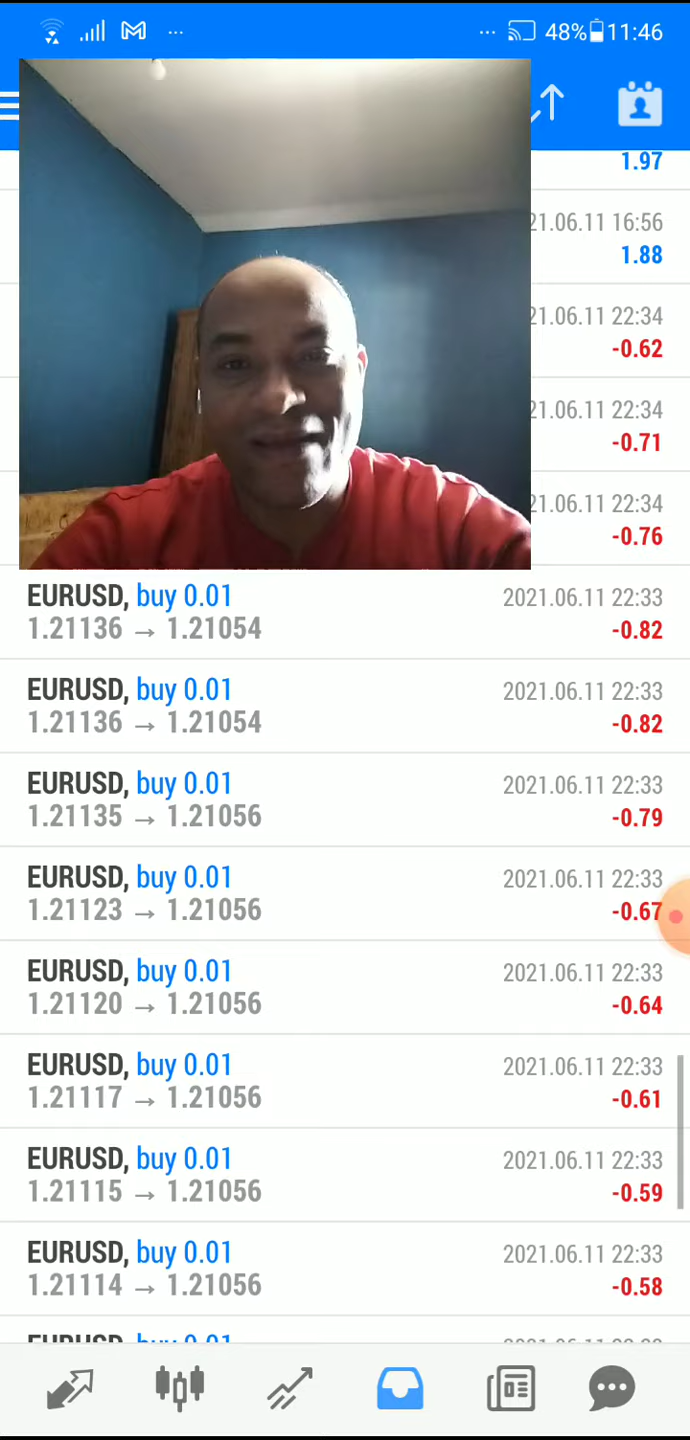 48% 11:46
1.97
21.06.11 16:56
1.88
21.06.11 22:34
-0.62
21.06.11 22:34
-0.71
21.06.11 22:34
-0.76
EURUSD, buy 0.01 2021.06.11 22:33
1.21136 → 1.21054 -0.82
EURUSD, buy 0.01 2021.06.11 22:33
1.21136 → 1.21054 -0.82
EURUSD, buy 0.01 2021.06.11 22:33
1.21135 → 1.21056 -0.79
EURUSD, buy 0.01 2021.06.11 22:33
1.21123 → 1.21056 -0.67
EURUSD, buy 0.01 2021.06.11 22:33
1.21120 → 1.21056 -0.64
EURUSD, buy 0.01 2021.06.11 22:33
1.21117 → 1.21056 -0.61
EURUSD, buy 0.01 2021.06.11 22:33
1.21115 → 1.21056 -0.59
EURUSD, buy 0.01 2021.06.11 22:33
1.21114 → 1.21056 -0.58
EURUSD, buy 0.01